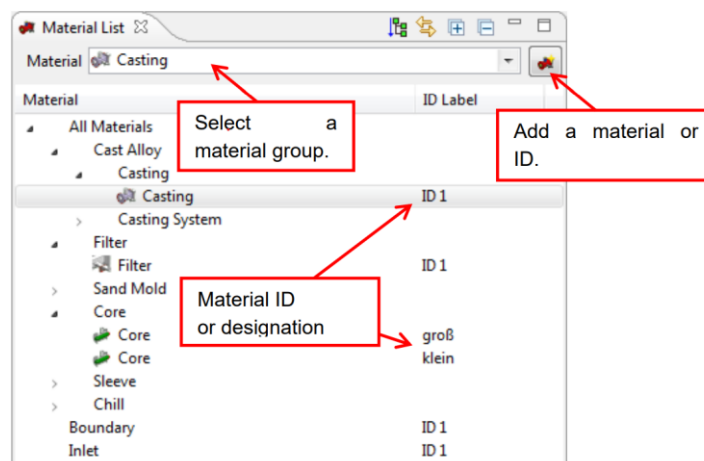 Material List
Material Casting
Material ID Label
All Materials
Cast Alloy
Casting
Casting ID 1
Casting System
Filter
Filter ID 1
Sand Mold
Core
Core groß
Core klein
Sleeve
Chill
Boundary ID 1
Inlet ID 1
Select a
material group.
Add a material or
ID.
Material ID
or designation